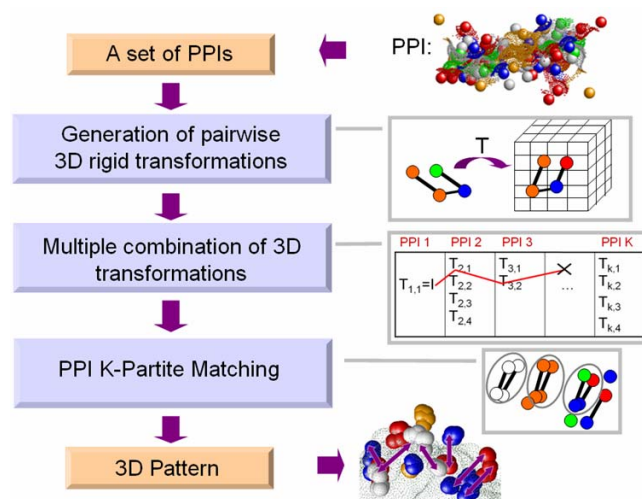 A set of PPIs
PPI:
Generation of pairwise
3D rigid transformations
T
Multiple combination of 3D
transformations
PPI 1 PPI 2 PPI 3 PPI K
T1,1=I
T2,1
T2,2
T2,3
T2,4
T3,1
T3,2
...
Tk,1
Tk,2
Tk,3
Tk,4
PPI K-Partite Matching
3D Pattern